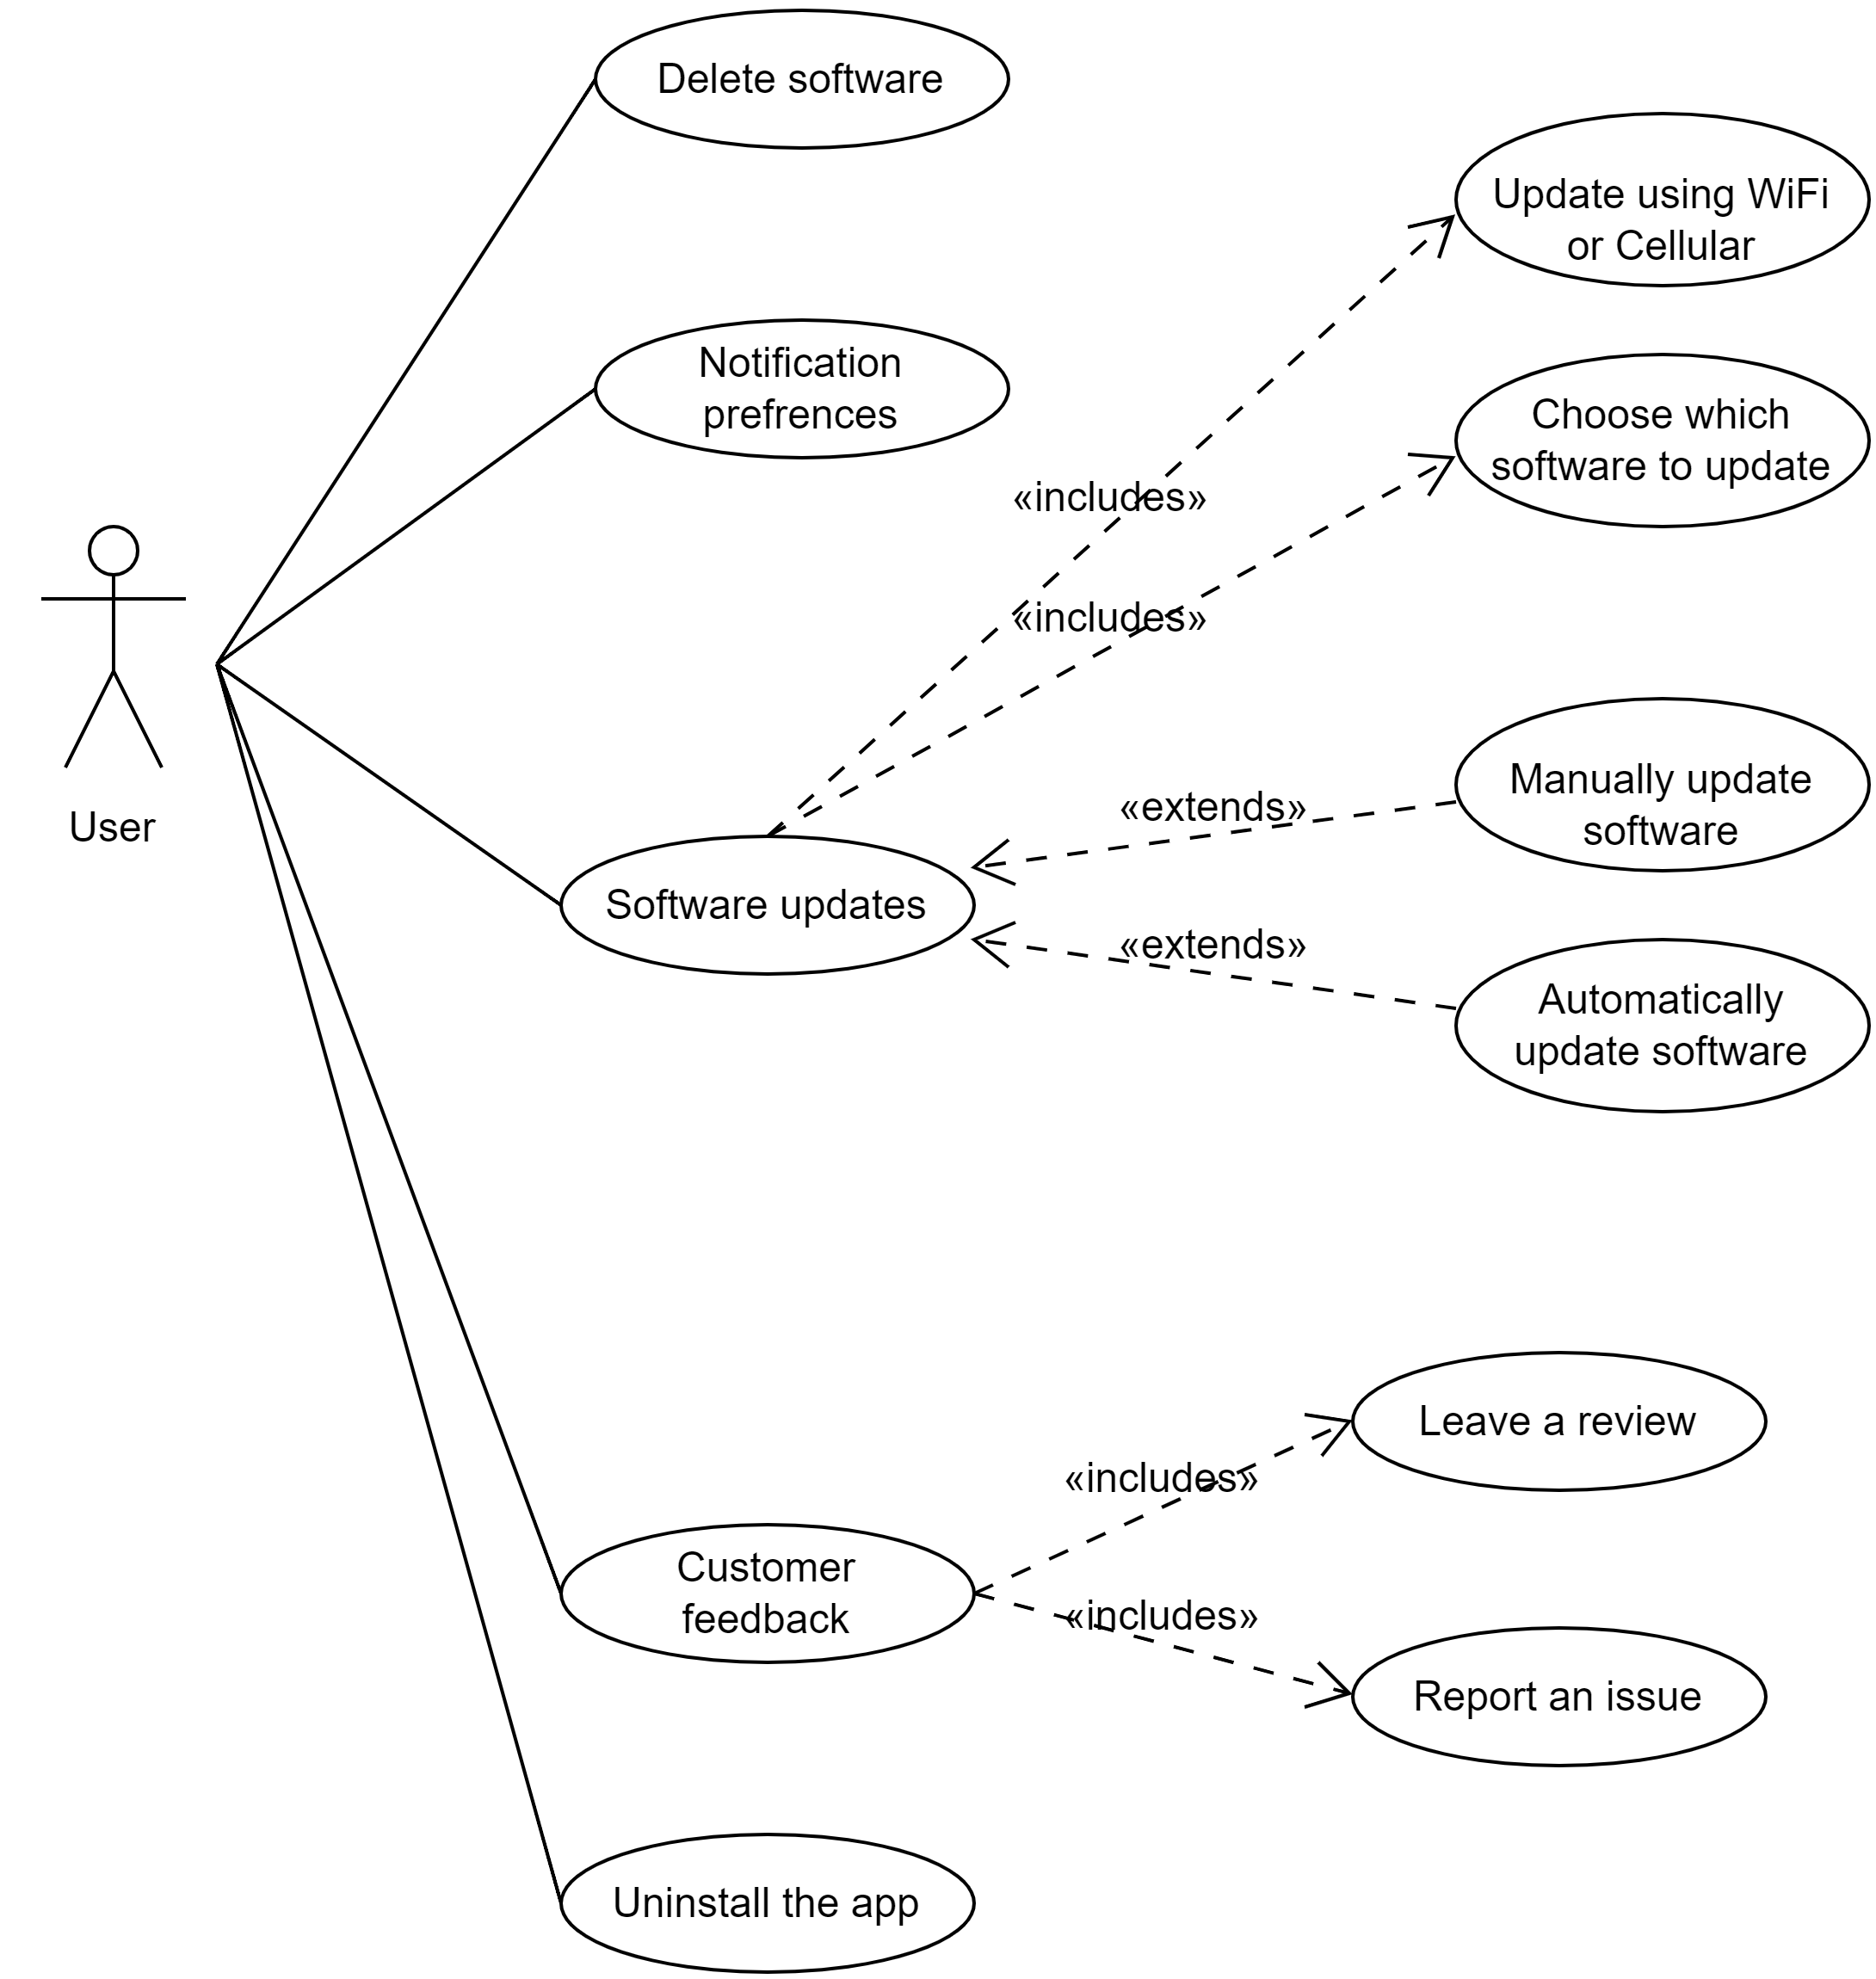 Delete software
Update using WiFi
or Cellular
Notification
prefrences
Choose which
software to update
«includes»
«includes»
User
Manually update
software
«extends»
Software updates
«extends»
Automatically
update software
Leave a review
«includes»
Customer
feedback
«includes»
Report an issue
Uninstall the app